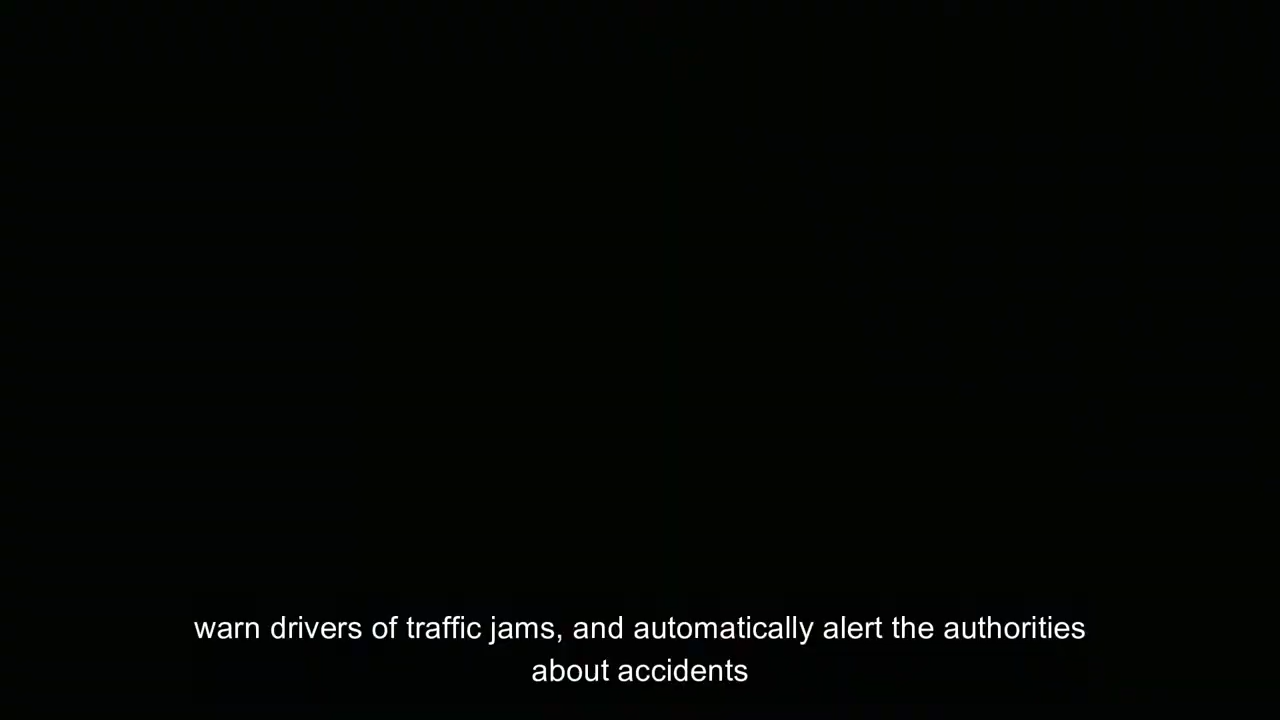 warn drivers of traffic jams, and automatically alert the authorities
about accidents